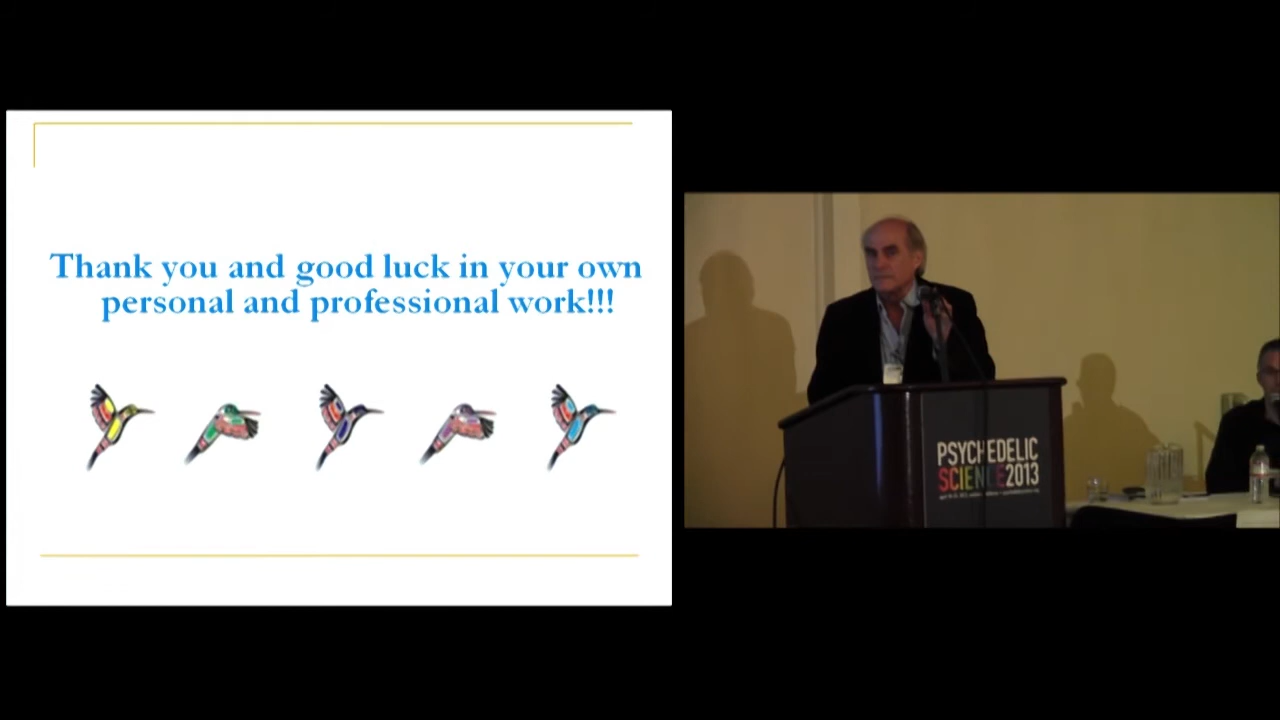 Thank you and good luck in your own
personal and professional work!!!
PSYCHEDELIC
SCIENCE2013